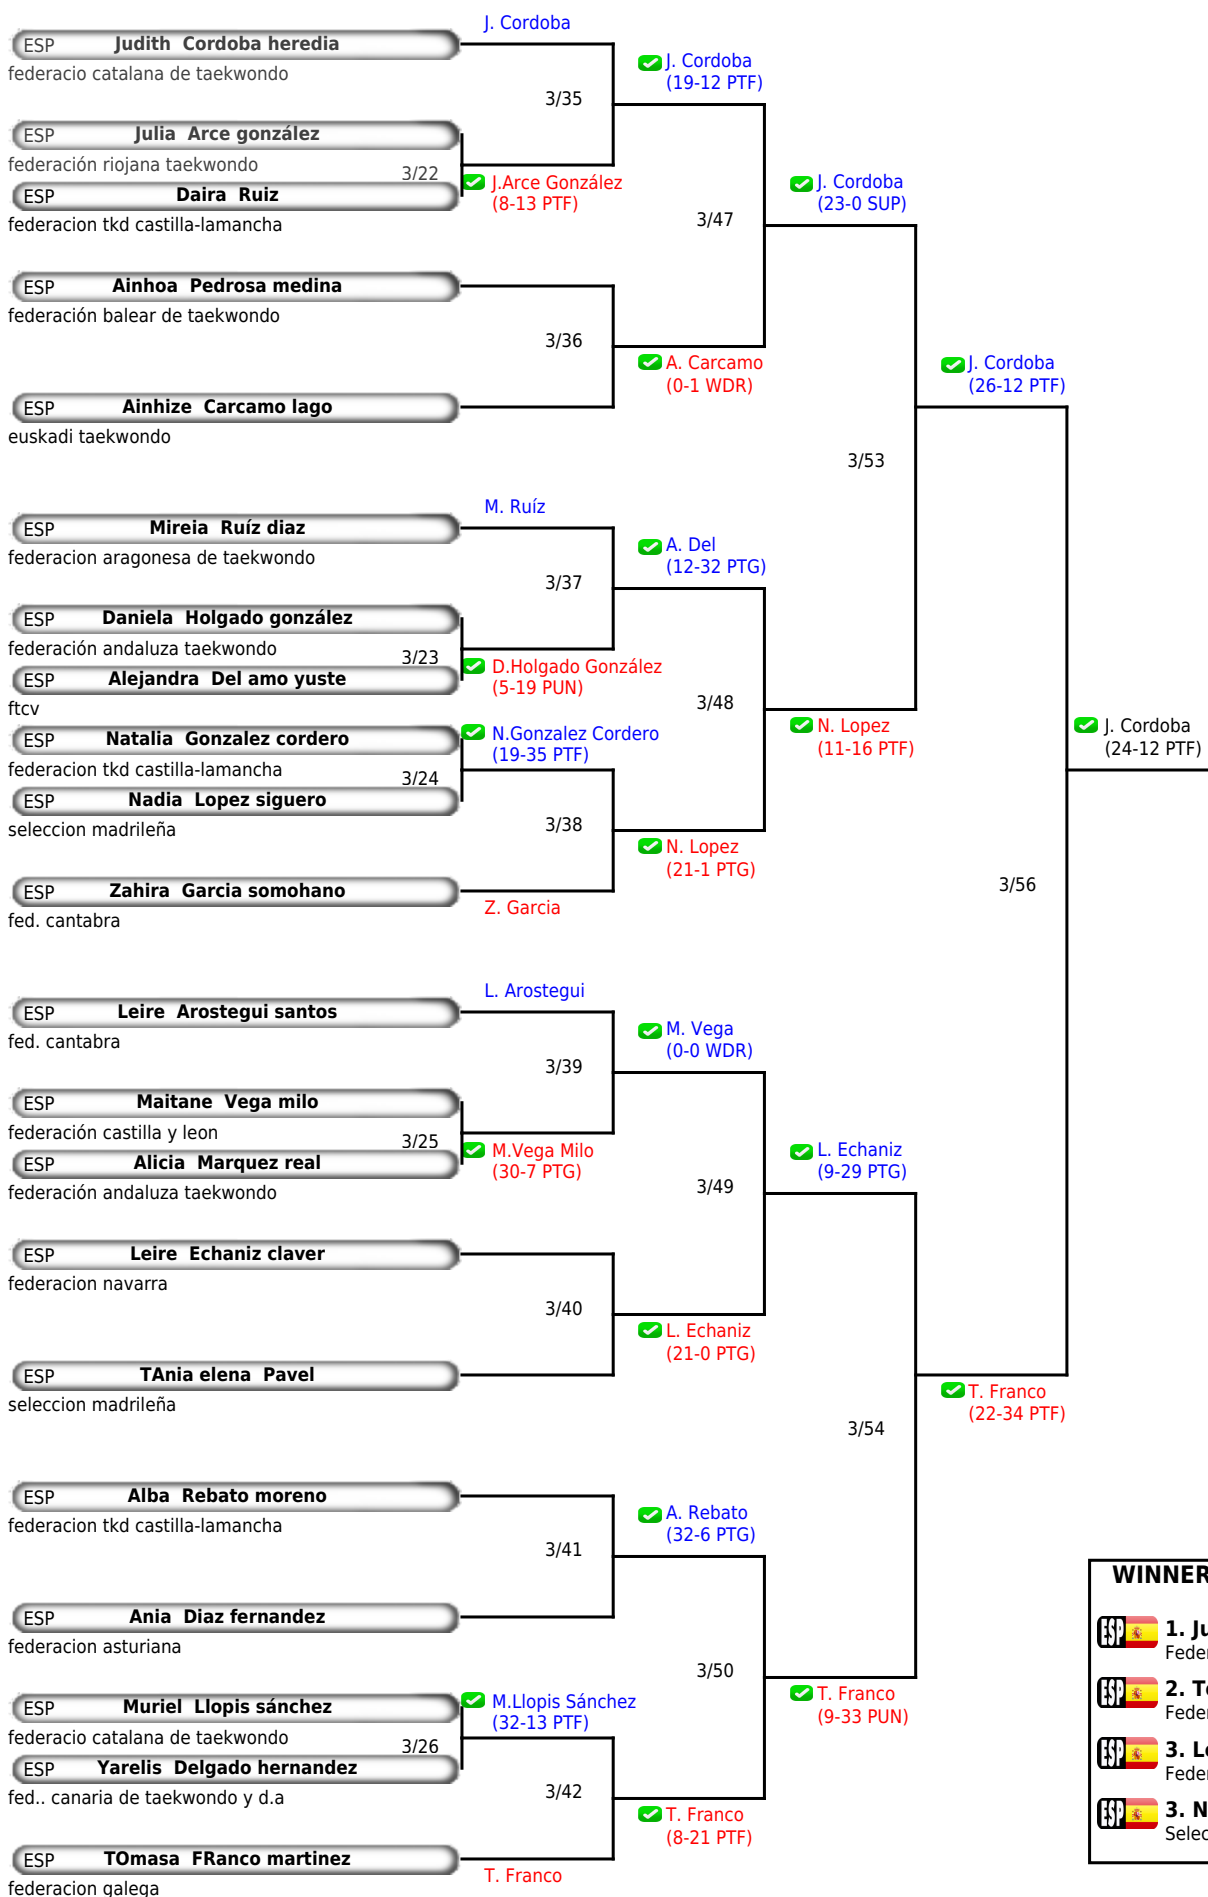 J. Cordoba
ESP Judith Cordoba heredia
federacio catalana de taekwondo
J. Cordoba
(19-12 PTF)
3/35
ESP Julia Arce gonzález
federación riojana taekwondo
3/22
J.Arce González
(8-13 PTF)
ESP Daira Ruiz
federacion tkd castilla-lamancha
J. Cordoba
(23-0 SUP)
3/47
ESP Ainhoa Pedrosa medina
federación balear de taekwondo
3/36
A. Carcamo
(0-1 WDR)
J. Cordoba
(26-12 PTF)
ESP Ainhize Carcamo lago
euskadi taekwondo
3/53
M. Ruíz
ESP Mireia Ruíz diaz
federacion aragonesa de taekwondo
A. Del
(12-32 PTG)
3/37
ESP Daniela Holgado gonzález
federación andaluza taekwondo
3/23
D.Holgado González
(5-19 PUN)
ESP Alejandra Del amo yuste
ftcv
3/48
N. Lopez
(11-16 PTF)
J. Cordoba
(24-12 PTF)
ESP Natalia Gonzalez cordero
N.Gonzalez Cordero
(19-35 PTF)
federacion tkd castilla-lamancha
3/24
ESP Nadia Lopez siguero
seleccion madrileña
3/38
N. Lopez
(21-1 PTG)
ESP Zahira Garcia somohano
fed. cantabra
Z. Garcia
3/56
L. Arostegui
ESP Leire Arostegui santos
fed. cantabra
M. Vega
(0-0 WDR)
3/39
ESP Maitane Vega milo
federación castilla y leon
3/25
M.Vega Milo
(30-7 PTG)
ESP Alicia Marquez real
federación andaluza taekwondo
L. Echaniz
(9-29 PTG)
3/49
ESP Leire Echaniz claver
federacion navarra
3/40
L. Echaniz
(21-0 PTG)
ESP TAnia elena Pavel
seleccion madrileña
T. Franco
(22-34 PTF)
3/54
ESP Alba Rebato moreno
federacion tkd castilla-lamancha
A. Rebato
(32-6 PTG)
3/41
ESP Ania Diaz fernandez
federacion asturiana
3/50
T. Franco
(9-33 PUN)
ESP Muriel Llopis sánchez
M.Llopis Sánchez
(32-13 PTF)
federacio catalana de taekwondo
3/26
ESP Yarelis Delgado hernandez
fed.. canaria de taekwondo y d.a
3/42
T. Franco
(8-21 PTF)
ESP TOmasa FRanco martinez
federacion galega
T. Franco
WINNER
ESP 1. Ju
Feder
ESP 2. T
Feder
ESP 3. L
Feder
ESP 3. N
Selec